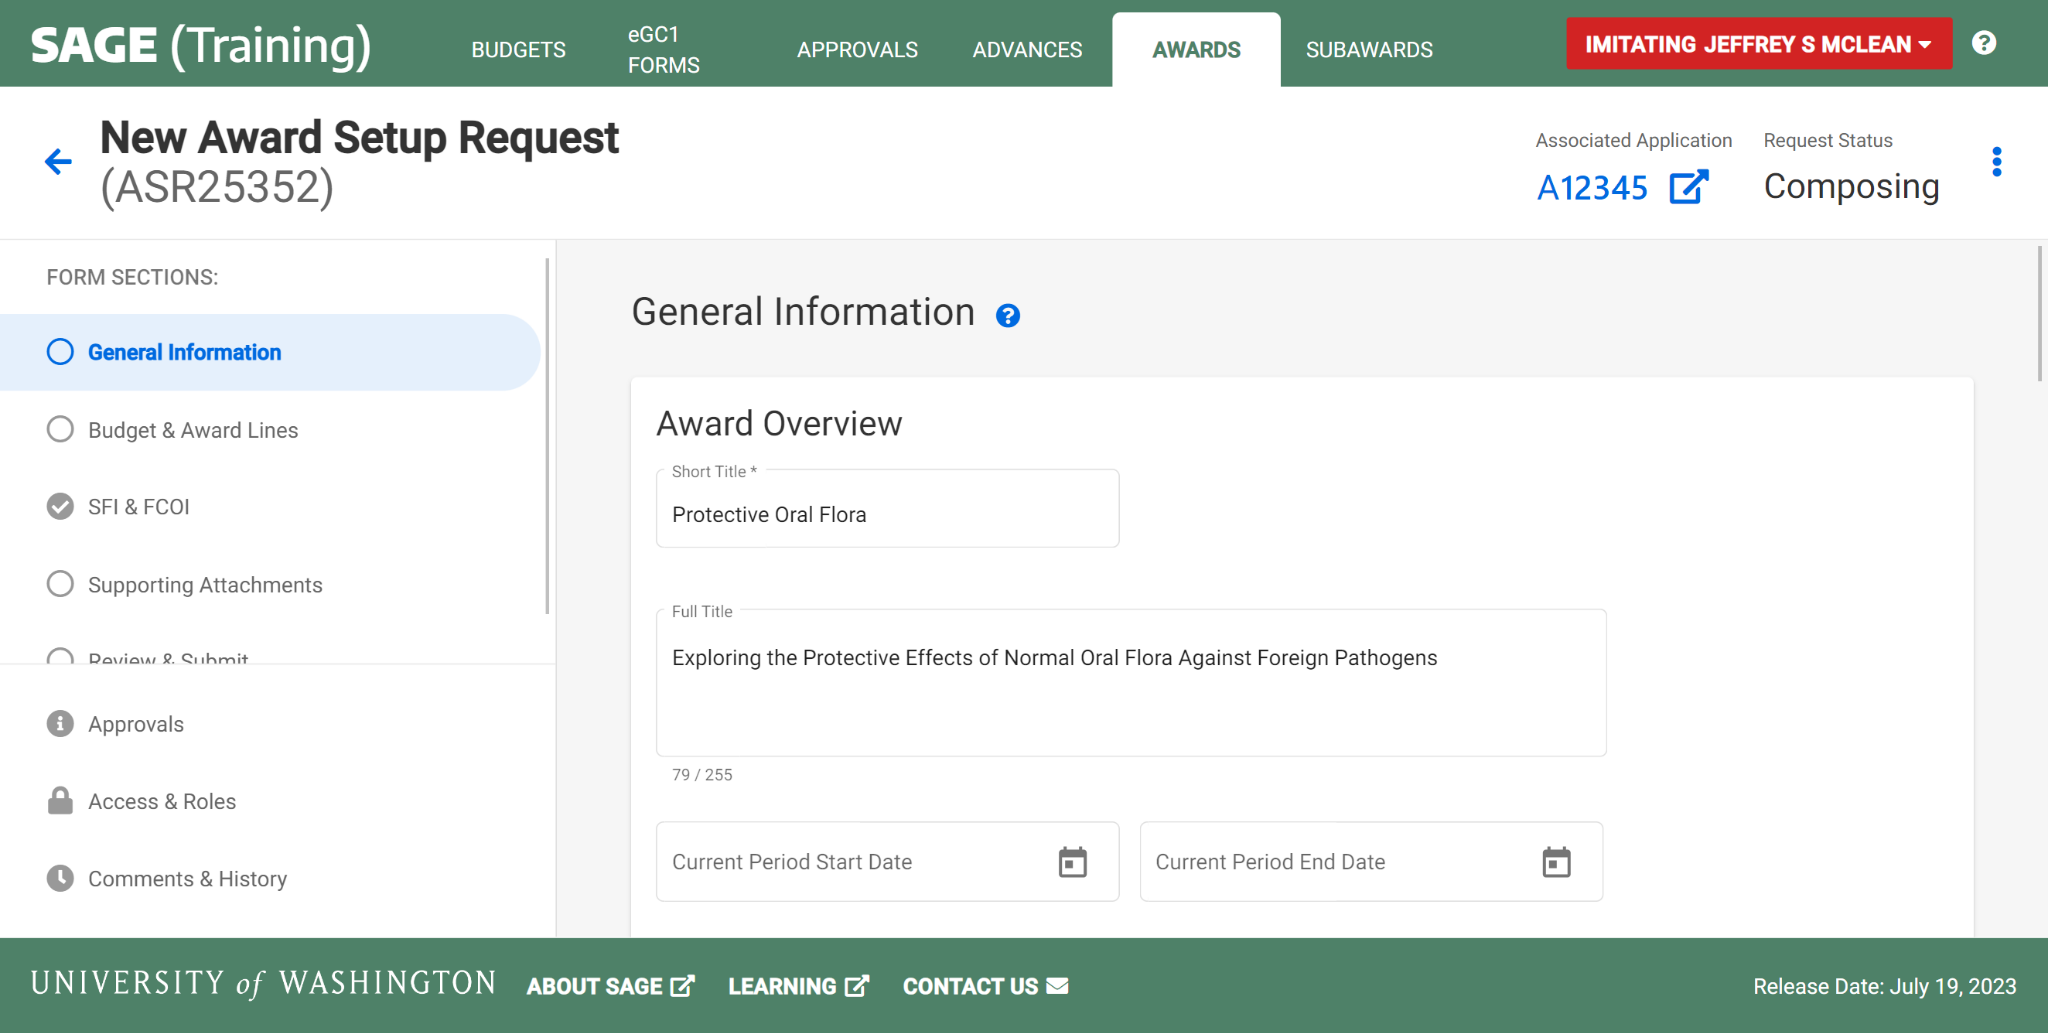 SAGE (Training)
BUDGETS
eGC1
FORMS
APPROVALS
ADVANCES
AWARDS
SUBAWARDS
IMITATING JEFFREY S MCLEAN
New Award Setup Request
(ASR25352)
Associated Application
A12345
Request Status
Composing
FORM SECTIONS:
General Information
Budget & Award Lines
SFI & FCOI
Supporting Attachments
Review & Submit
Approvals
Access & Roles
Comments & History
General Information
Award Overview
Short Title *
Protective Oral Flora
Full Title
Exploring the Protective Effects of Normal Oral Flora Against Foreign Pathogens
79 / 255
Current Period Start Date
Current Period End Date
UNIVERSITY of WASHINGTON
ABOUT SAGE
LEARNING
CONTACT US
Release Date: July 19, 2023